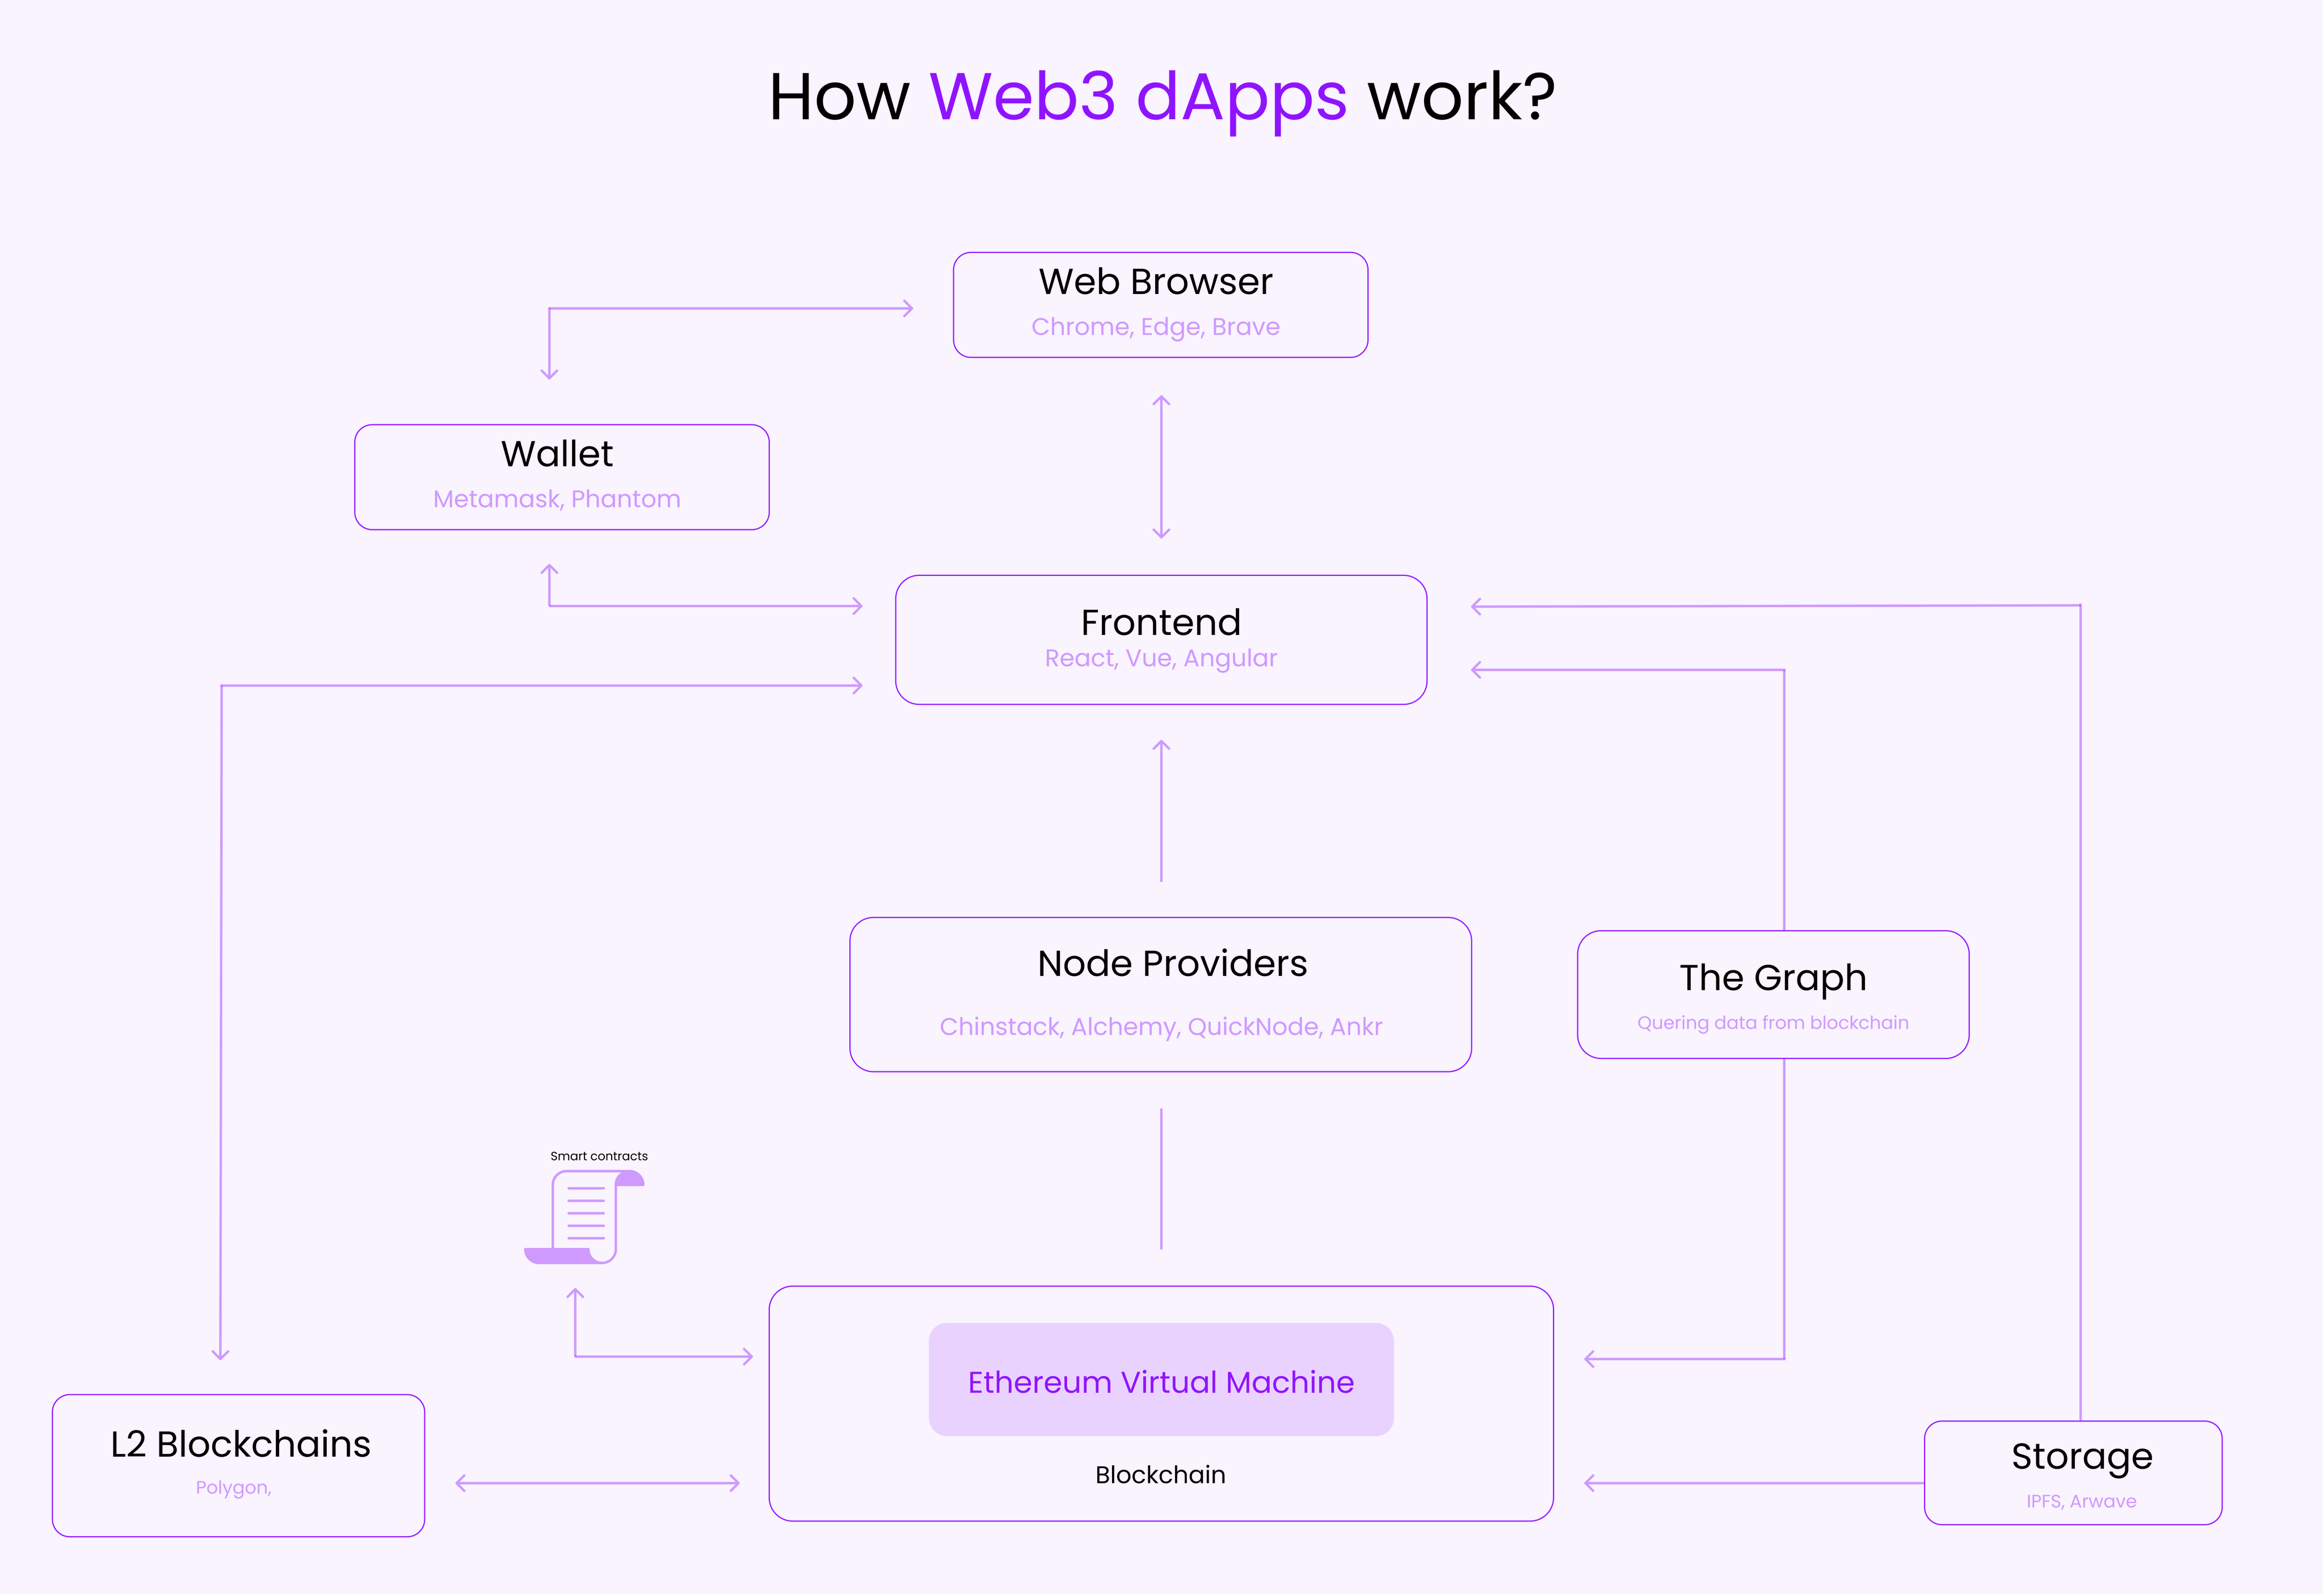 How Web3 dApps work?
Web Browser
Chrome, Edge, Brave
Wallet
Metamask, Phantom
Frontend
React, Vue, Angular
Node Providers
Chinstack, Alchemy, QuickNode, Ankr
The Graph
Quering data from blockchain
Smart contracts
Ethereum Virtual Machine
Blockchain
L2 Blockchains
Polygon,
Storage
IPFS, Arwave